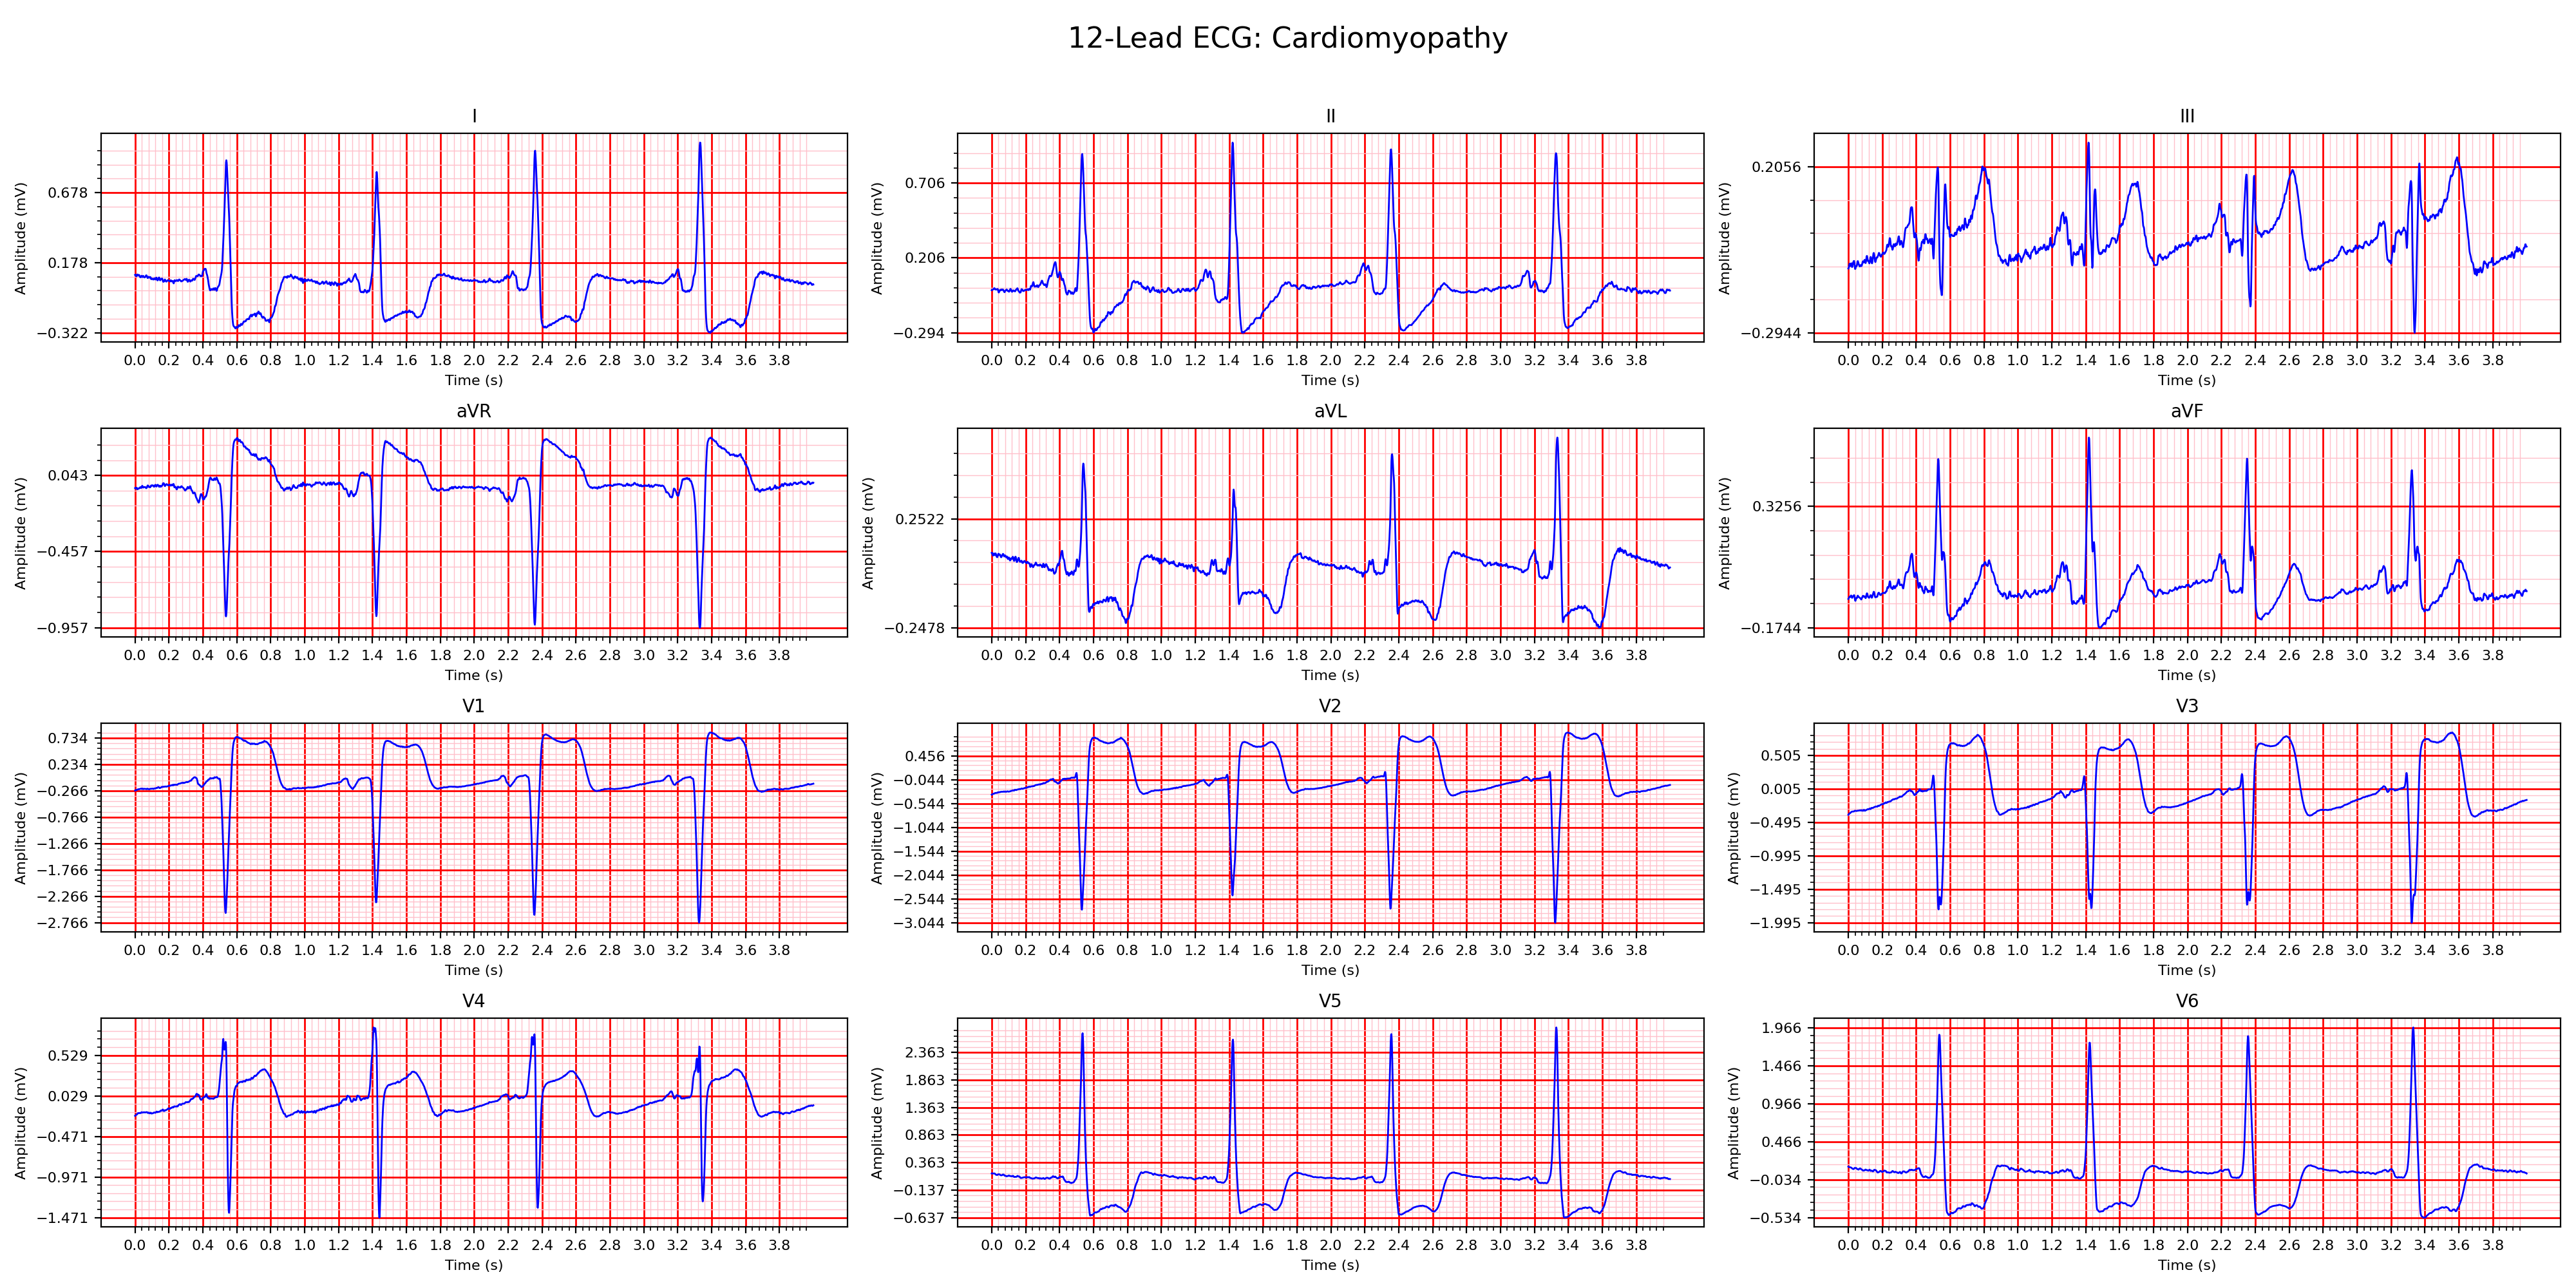 12-Lead ECG: Cardiomyopathy
I
II
III
Amplitude (mV)
0.678
0.178
−0.322
0.0 0.2 0.4 0.6 0.8 1.0 1.2 1.4 1.6 1.8 2.0 2.2 2.4 2.6 2.8 3.0 3.2 3.4 3.6 3.8
Time (s)
Amplitude (mV)
0.706
0.206
−0.294
0.0 0.2 0.4 0.6 0.8 1.0 1.2 1.4 1.6 1.8 2.0 2.2 2.4 2.6 2.8 3.0 3.2 3.4 3.6 3.8
Time (s)
Amplitude (mV)
0.2056
−0.2944
0.0 0.2 0.4 0.6 0.8 1.0 1.2 1.4 1.6 1.8 2.0 2.2 2.4 2.6 2.8 3.0 3.2 3.4 3.6 3.8
Time (s)
aVR
aVL
aVF
Amplitude (mV)
0.043
−0.457
−0.957
0.0 0.2 0.4 0.6 0.8 1.0 1.2 1.4 1.6 1.8 2.0 2.2 2.4 2.6 2.8 3.0 3.2 3.4 3.6 3.8
Time (s)
Amplitude (mV)
0.2522
−0.2478
0.0 0.2 0.4 0.6 0.8 1.0 1.2 1.4 1.6 1.8 2.0 2.2 2.4 2.6 2.8 3.0 3.2 3.4 3.6 3.8
Time (s)
Amplitude (mV)
0.3256
−0.1744
0.0 0.2 0.4 0.6 0.8 1.0 1.2 1.4 1.6 1.8 2.0 2.2 2.4 2.6 2.8 3.0 3.2 3.4 3.6 3.8
Time (s)
V1
V2
V3
Amplitude (mV)
0.734
0.234
−0.266
−0.766
−1.266
−1.766
−2.266
−2.766
0.0 0.2 0.4 0.6 0.8 1.0 1.2 1.4 1.6 1.8 2.0 2.2 2.4 2.6 2.8 3.0 3.2 3.4 3.6 3.8
Time (s)
Amplitude (mV)
0.456
−0.044
−0.544
−1.044
−1.544
−2.044
−2.544
−3.044
0.0 0.2 0.4 0.6 0.8 1.0 1.2 1.4 1.6 1.8 2.0 2.2 2.4 2.6 2.8 3.0 3.2 3.4 3.6 3.8
Time (s)
Amplitude (mV)
0.505
0.005
−0.495
−0.995
−1.495
−1.995
0.0 0.2 0.4 0.6 0.8 1.0 1.2 1.4 1.6 1.8 2.0 2.2 2.4 2.6 2.8 3.0 3.2 3.4 3.6 3.8
Time (s)
V4
V5
V6
Amplitude (mV)
0.529
0.029
−0.471
−0.971
−1.471
0.0 0.2 0.4 0.6 0.8 1.0 1.2 1.4 1.6 1.8 2.0 2.2 2.4 2.6 2.8 3.0 3.2 3.4 3.6 3.8
Time (s)
Amplitude (mV)
2.363
1.863
1.363
0.863
0.363
−0.137
−0.637
0.0 0.2 0.4 0.6 0.8 1.0 1.2 1.4 1.6 1.8 2.0 2.2 2.4 2.6 2.8 3.0 3.2 3.4 3.6 3.8
Time (s)
Amplitude (mV)
1.966
1.466
0.966
0.466
−0.034
−0.534
0.0 0.2 0.4 0.6 0.8 1.0 1.2 1.4 1.6 1.8 2.0 2.2 2.4 2.6 2.8 3.0 3.2 3.4 3.6 3.8
Time (s)